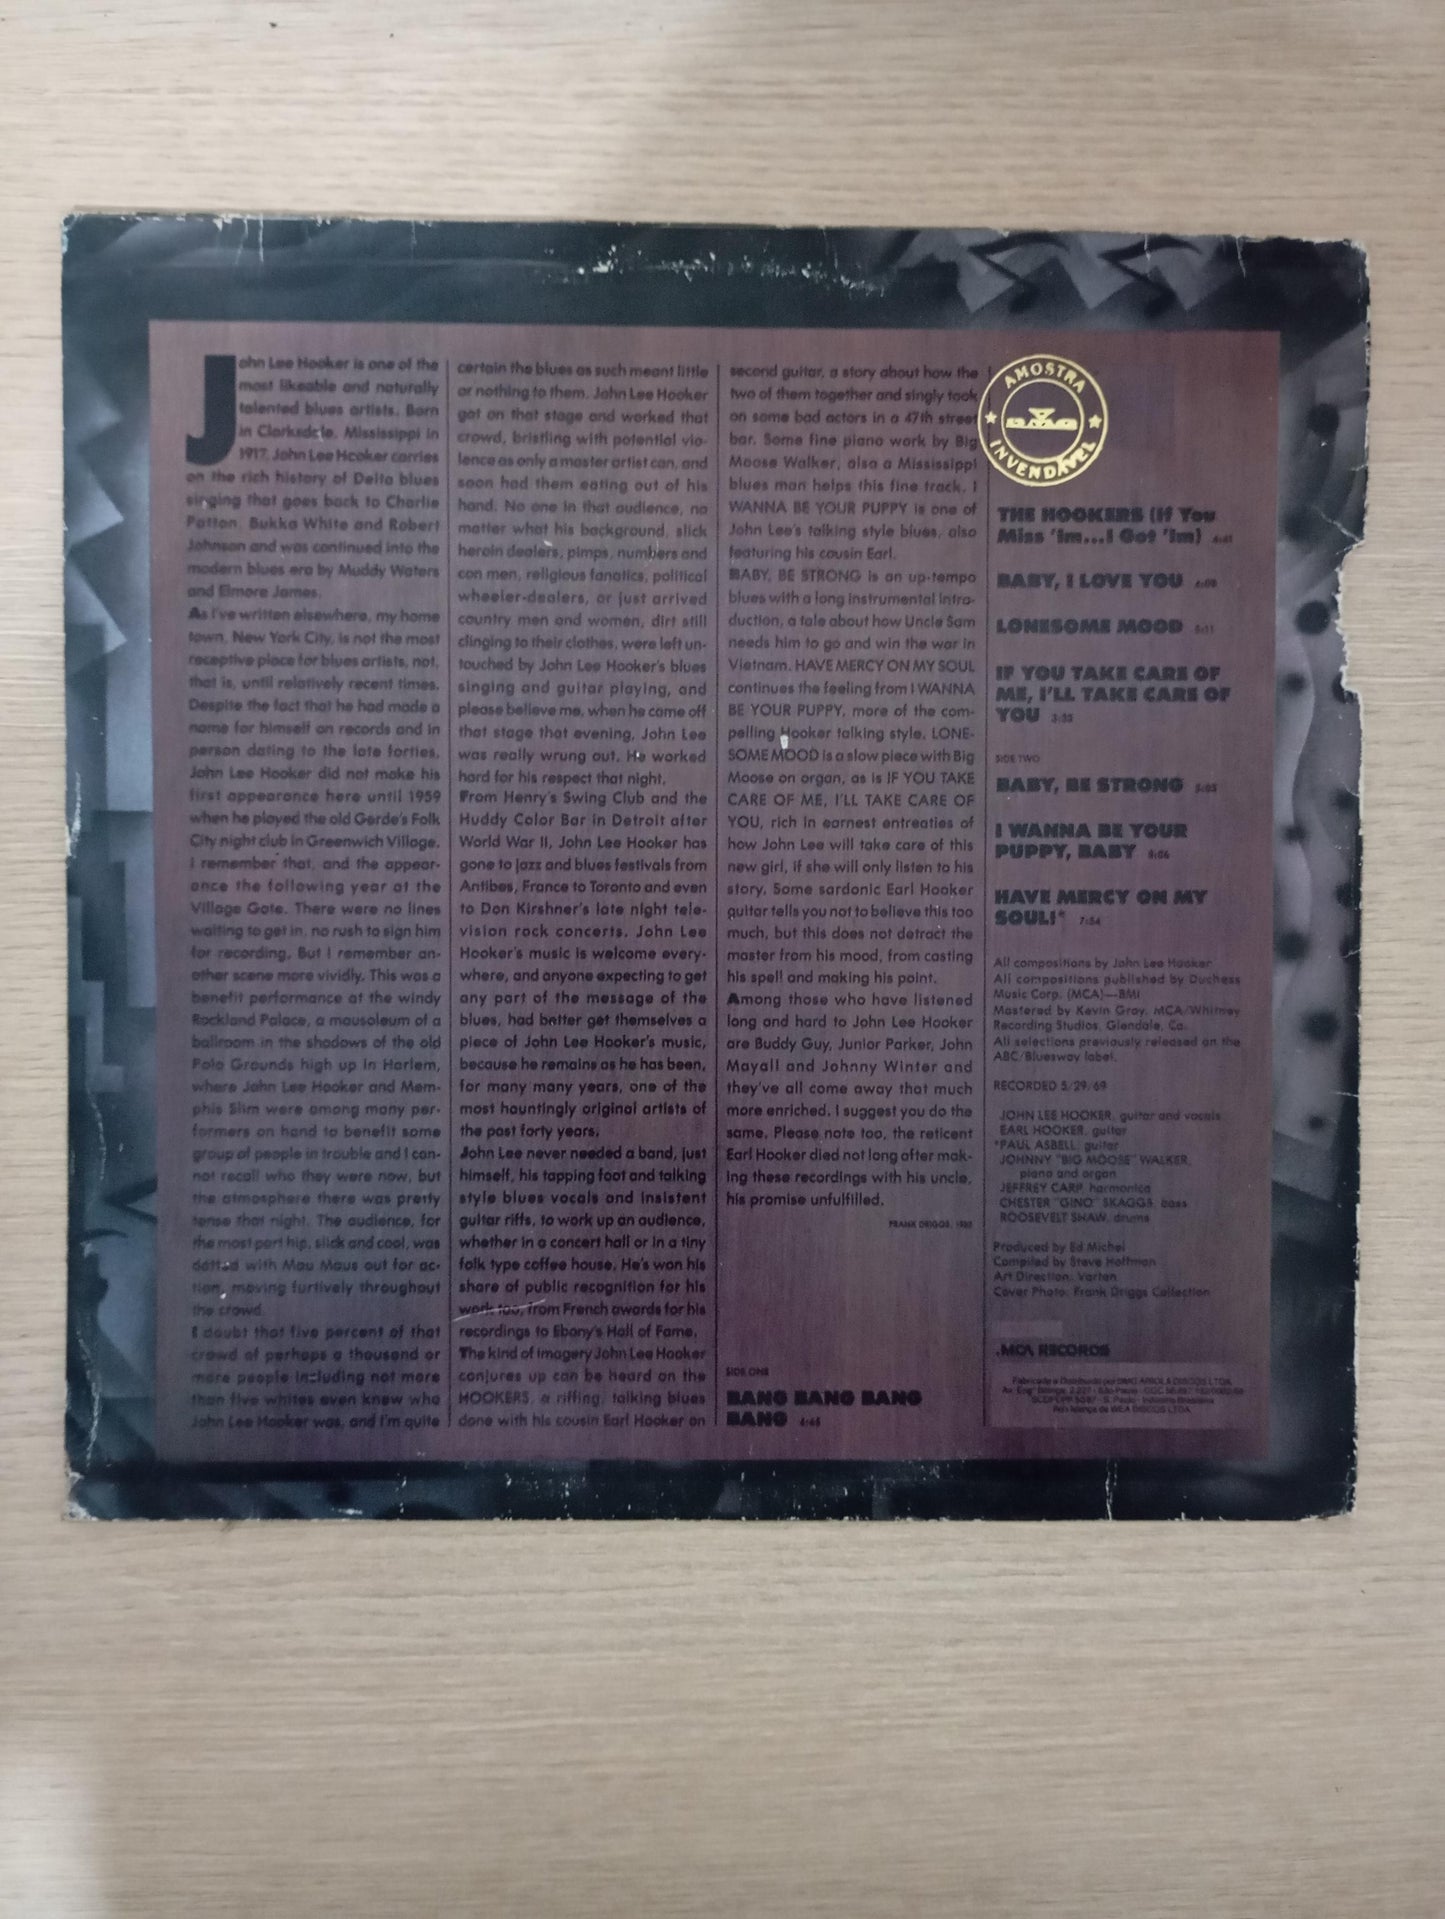 John Lee Hooker is one of the
most likeable and naturally
talented blues artists. Born
in Clarksdale, Mississippi in
1917, John Lee Hooker carries
on the rich history of Delta blues
singing that goes back to Charlie
Patton, Bukka White and Robert
Johnson and was continued into the
modern blues era by Muddy Waters
and Elmore James.
As I've written elsewhere, my home
town, New York City, is not the most
receptive place for blues artists, not,
that is, until relatively recent times.
Despite the fact that he had made a
name for himself on records and in
person dating to the late forties,
John Lee Hooker did not make his
first appearance here until 1959
when he played the old Gerde's Folk
City night club in Greenwich Village.
I remember that, and the appear-
ance the following year at the
Village Gate. There were no lines
waiting to get in, no rush to sign him
for recording. But I remember an-
other scene more vividly. This was a
benefit performance at the windy
Rockland Palace, a mausoleum of a
ballroom in the shadows of the old
Polo Grounds high up in Harlem,
where John Lee Hooker and Mem-
phis Slim were among many per-
formers on hand to benefit some
group of people in trouble and I can-
not recall who they were now, but
the atmosphere there was pretty
tense that night. The audience, for
the most part hip, slick and cool, was
dotted with Mau Maus out for ac-
tion, moving furtively throughout
the crowd.
I doubt that five percent of that
crowd of perhaps a thousand or
more people including not more
than five whites even knew who
John Lee Hooker was, and I'm quite
certain the blues as such meant little
or nothing to them. John Lee Hooker
got on that stage and worked that
crowd, bristling with potential vio-
lence as only a master artist can, and
soon had them eating out of his
hand. No one in that audience, no
matter what his background, slick
heroin dealers, pimps, numbers and
con men, religious fanatics, political
wheeler-dealers, or just arrived
country men and women, dirt still
clinging to their clothes, were left un-
touched by John Lee Hooker's blues
singing and guitar playing, and
please believe me, when he came off
that stage that evening, John Lee
was really wrung out. He worked
hard for his respect that night.
From Henry's Swing Club and the
Huddy Color Bar in Detroit after
World War II, John Lee Hooker has
gone to jazz and blues festivals from
Antibes, France to Toronto and even
to Don Kirshner's late night tele-
vision rock concerts. John Lee
Hooker's music is welcome every-
where, and anyone expecting to get
any part of the message of the
blues, had better get themselves a
piece of John Lee Hooker's music,
because he remains as he has been,
for many many years, one of the
most hauntingly original artists of
the past forty years.
John Lee never needed a band, just
himself, his tapping foot and talking
style blues vocals and insistent
guitar riffs, to work up an audience,
whether in a concert hall or in a tiny
folk type coffee house. He's won his
share of public recognition for his
work too, from French awards for his
recordings to Ebony's Hall of Fame.
The kind of imagery John Lee Hooker
conjures up can be heard on the
HOOKERS, a riffing, talking blues
done with his cousin Earl Hooker on
second guitar, a story about how the
two of them together and singly took
on some bad actors in a 47th street
bar. Some fine piano work by Big
Moose Walker, also a Mississippi
blues man helps this fine track. I
WANNA BE YOUR PUPPY is one of
John Lee's talking style blues, also
featuring his cousin Earl.
BABY, BE STRONG is an up-tempo
blues with a long instrumental intro-
duction, a tale about how Uncle Sam
needs him to go and win the war in
Vietnam. HAVE MERCY ON MY SOUL
continues the feeling from I WANNA
BE YOUR PUPPY, more of the com-
pelling Hooker talking style. LONE-
SOME MOOD is a slow piece with Big
Moose on organ, as is IF YOU TAKE
CARE OF ME, I'LL TAKE CARE OF
YOU, rich in earnest entreaties of
how John Lee will take care of this
new girl, if she will only listen to his
story. Some sardonic Earl Hooker
guitar tells you not to believe this too
much, but this does not detract the
master from his mood, from casting
his spell and making his point.
Among those who have listened
long and hard to John Lee Hooker
are Buddy Guy, Junior Parker, John
Mayall and Johnny Winter and
they've all come away that much
more enriched. I suggest you do the
same. Please note too, the reticent
Earl Hooker died not long after mak-
ing these recordings with his uncle,
his promise unfulfilled.
FRANK DRIGGS,
SIDE ONE
BANG BANG BANG
BANG 4:45
AMOSTRA
INVENDÁVEL
THE HOOKERS (If You
Miss 'Im...I Got 'Im)
BABY, I LOVE YOU
LONESOME MOOD
IF YOU TAKE CARE OF
ME, I'LL TAKE CARE OF
YOU 3:33
SIDE TWO
BABY, BE STRONG
I WANNA BE YOUR
PUPPY, BABY
HAVE MERCY ON MY
SOUL!* 7:54
All compositions by John Lee Hooker
All compositions published by Duchess
Music Corp. (MCA)—BMI
Mastered by Kevin Gray, MCA/Whitney
Recording Studios, Glendale, Ca.
All selections previously released on the
ABC/Bluesway label.
RECORDED 5/29/69
JOHN LEE HOOKER, guitar and vocals
EARL HOOKER, guitar
*PAUL ASBELL, guitar
JOHNNY "BIG MOOSE" WALKER,
piano and organ
JEFFREY CARP, harmonica
CHESTER "GINO" SKAGGS, bass
ROOSEVELT SHAW, drums
Produced by Ed Michel
Compiled by Steve Hoffman
Art Direction: Vartan
Cover Photo: Frank Driggs Collection
MCA RECORDS
Fabricado e Distribuído por BMG ARIOLA DISCOS LTDA.
S. Paulo - Indústria Brasileira
WEA DISCOS LTDA.